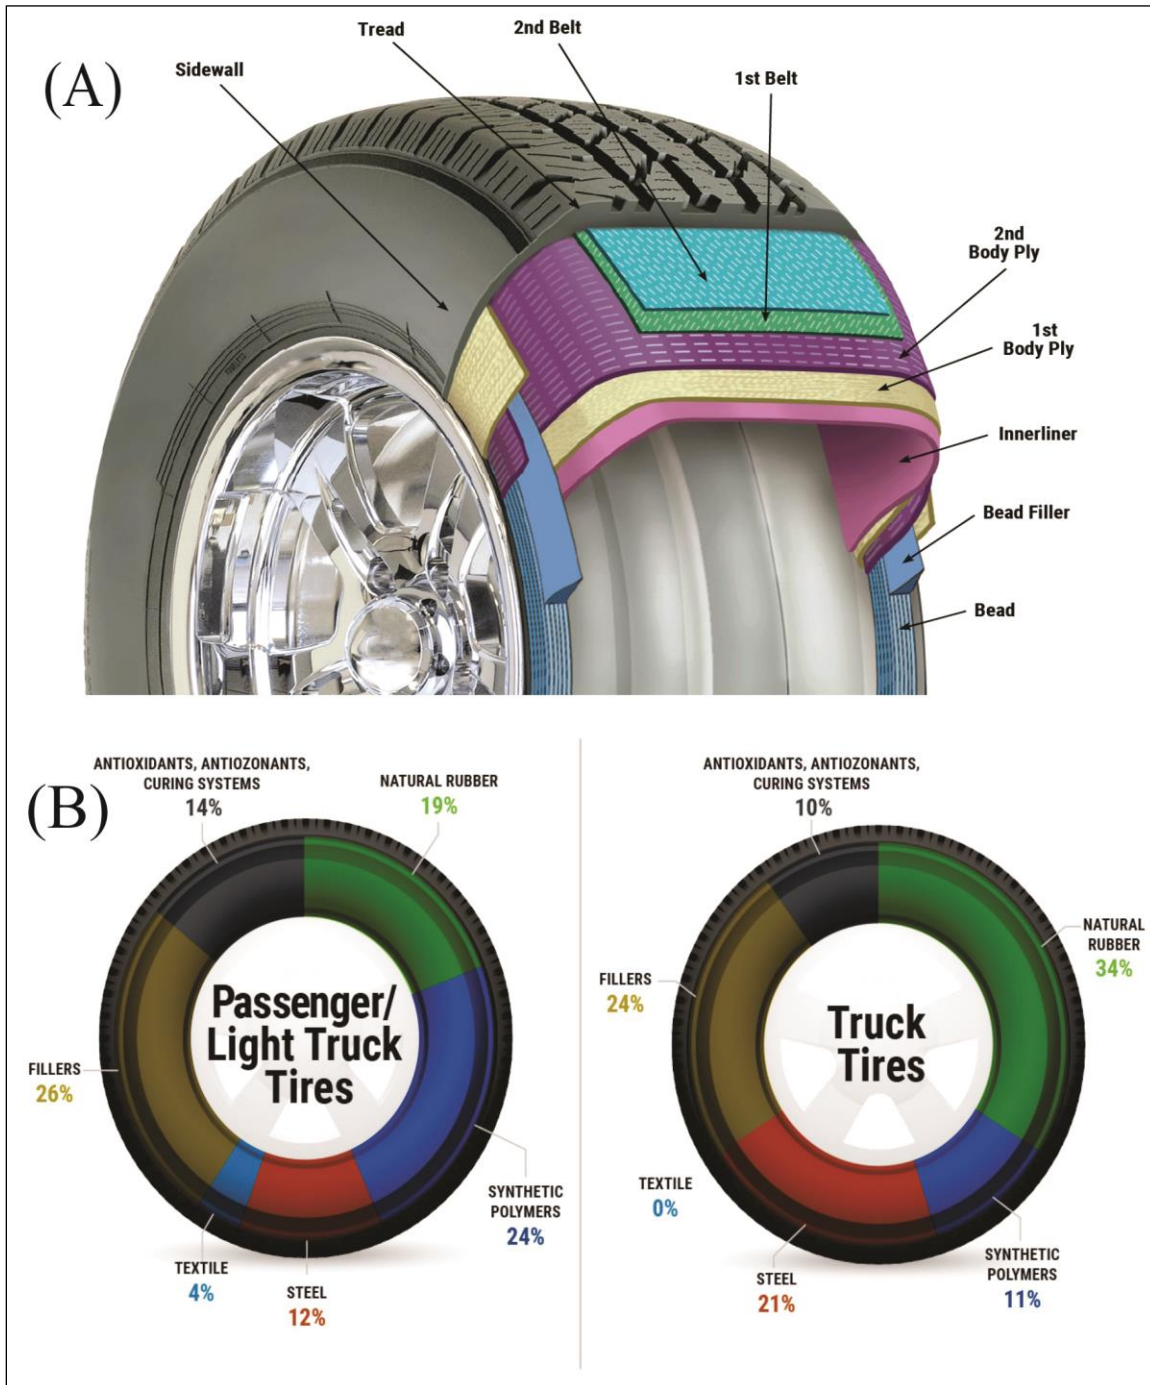 (A)
Sidewall
Tread
2nd Belt
1st Belt
2nd
Body Ply
1st
Body Ply
Innerliner
Bead Filler
Bead
(B)
ANTIOXIDANTS, ANTIOZONANTS,
CURING SYSTEMS
14%
NATURAL RUBBER
19%
Passenger/
Light Truck
Tires
FILLERS
26%
SYNTHETIC
POLYMERS
24%
TEXTILE
4%
STEEL
12%
ANTIOXIDANTS, ANTIOZONANTS,
CURING SYSTEMS
10%
NATURAL
RUBBER
34%
FILLERS
24%
Truck
Tires
TEXTILE
0%
STEEL
21%
SYNTHETIC
POLYMERS
11%